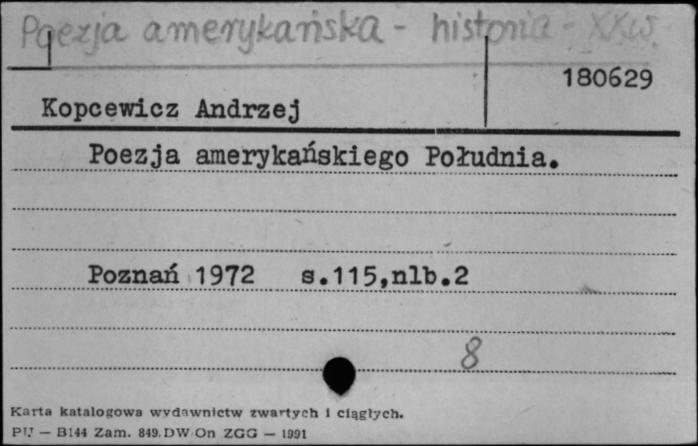 Poezja amerykańska - historia - XXw.
180629
Kopcewicz Andrzej
Poezja amerykańskiego Południa.
Poznań 1972 s.115,nlb.2
8
Karta katalogowa wydawnictw zwartych i ciągłych.
PU — B144 Zam. 849. DW On ZGG — 1991